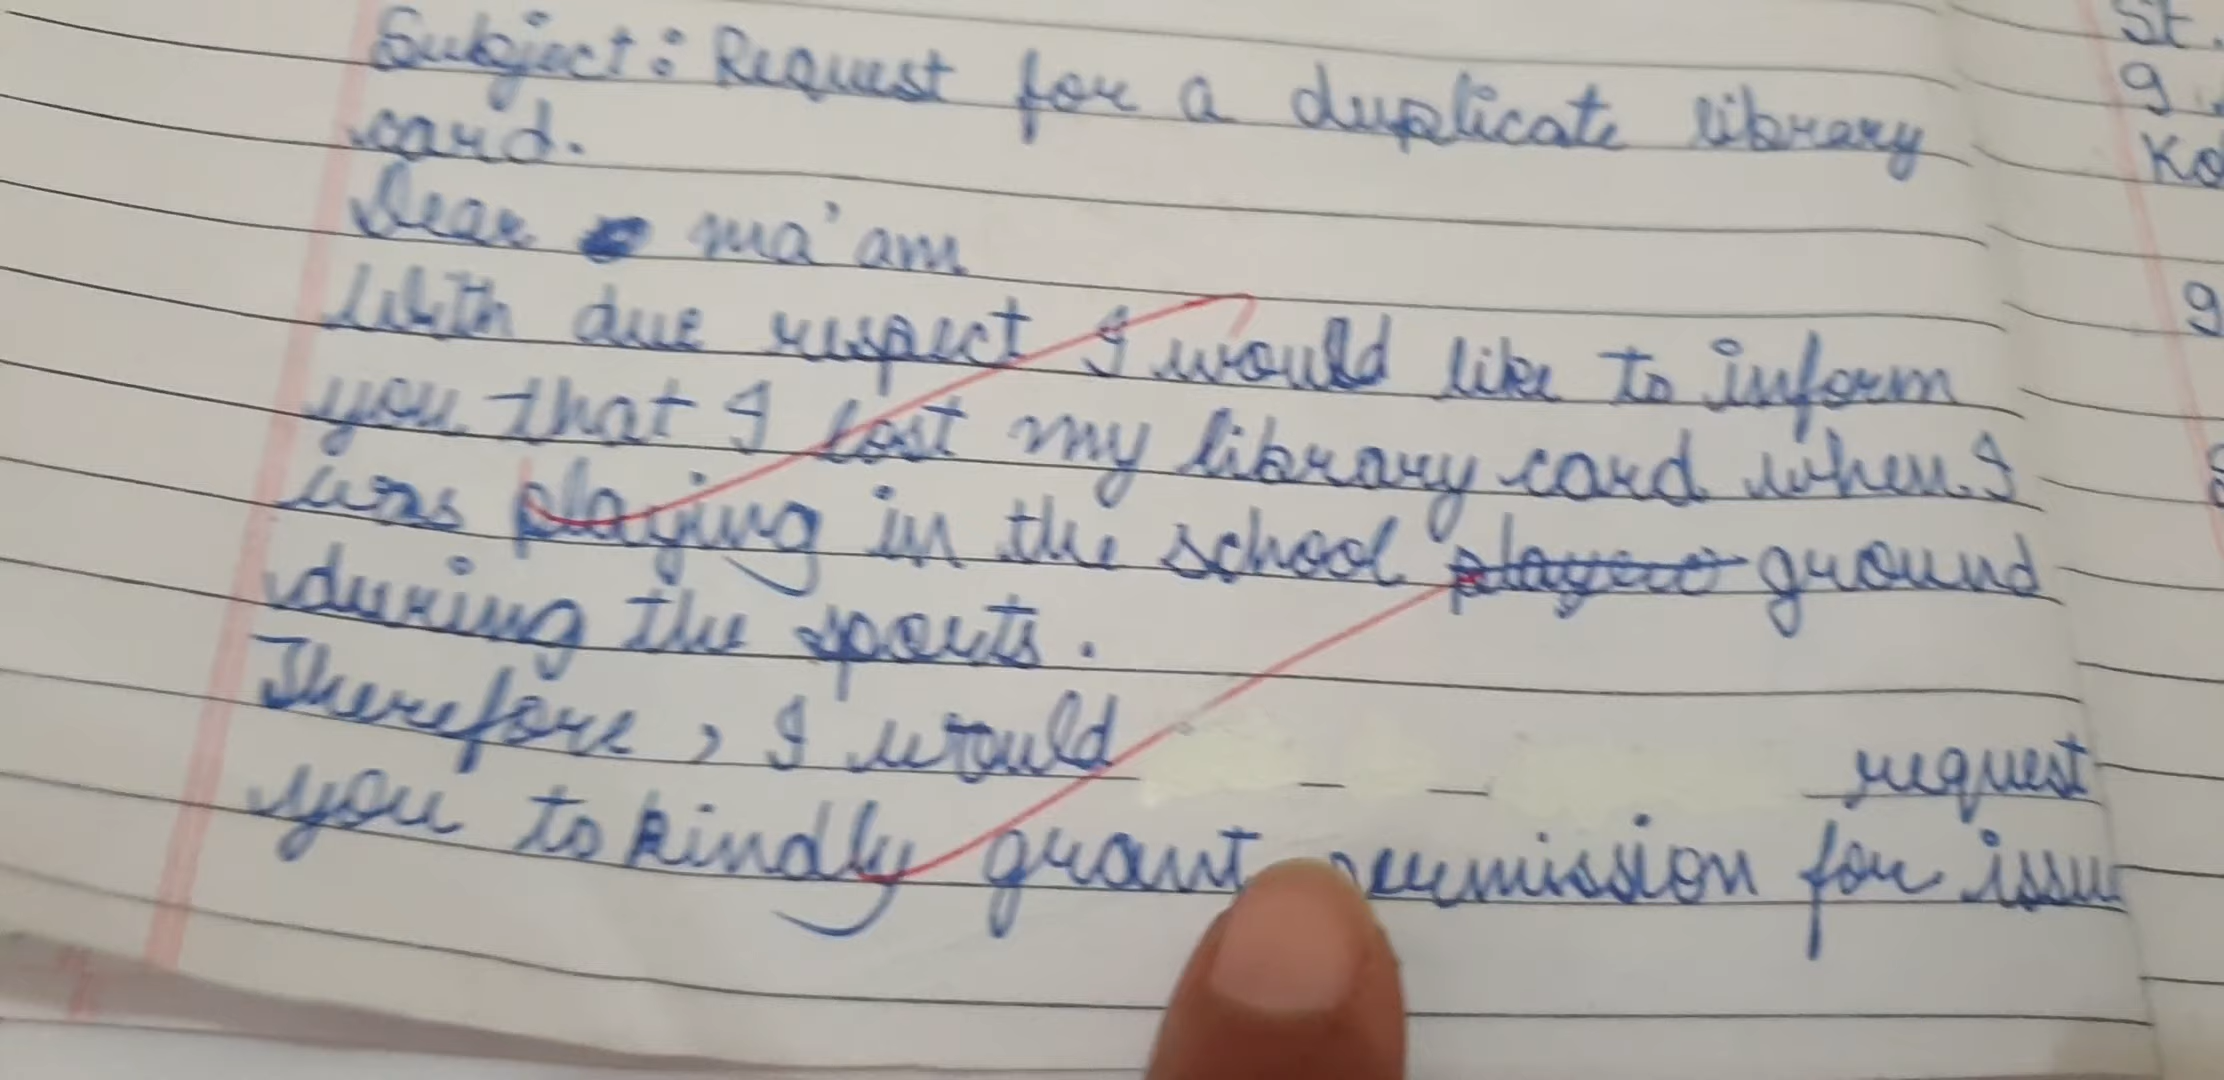 Subject: Request for a duplicate library
card.
Dear ma'am
With due respect I would like to inform
you that I lost my library card when I
was playing in the school ground
during the sports.
Therefore, I would request
you to kindly grant permission for issu
St.
9
Ko
9